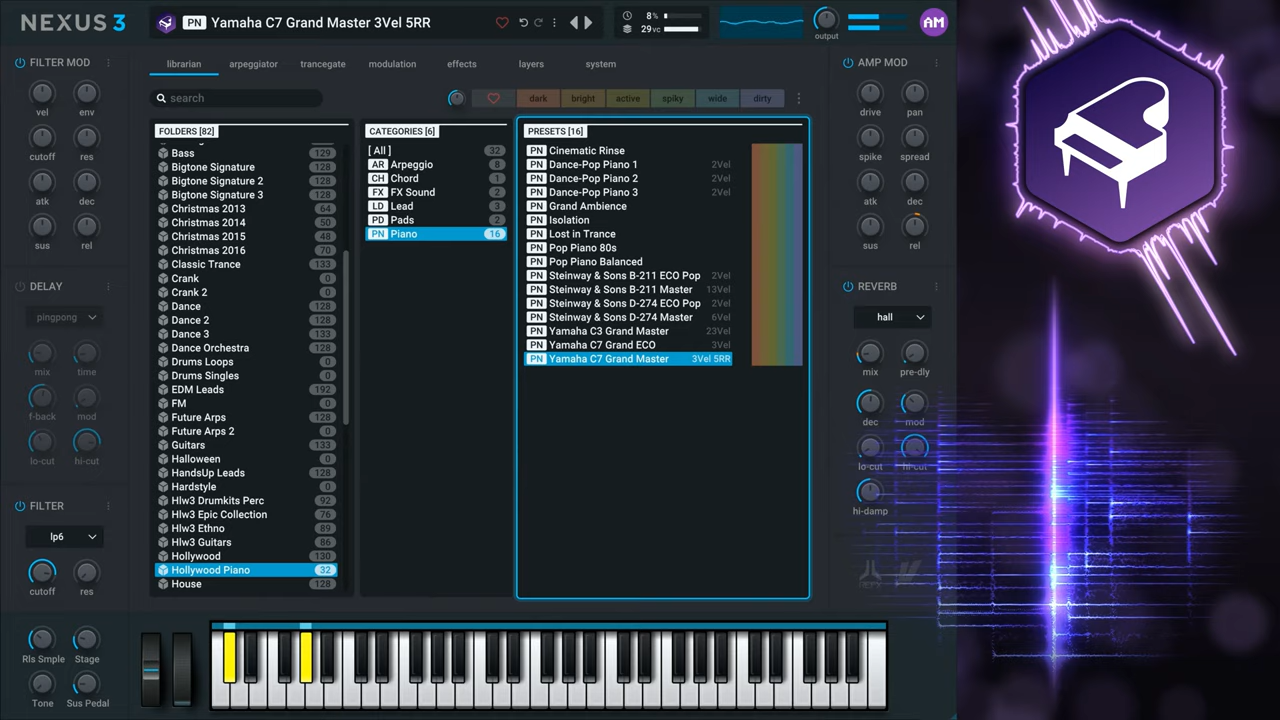 NEXUS 3
PN Yamaha C7 Grand Master 3Vel 5RR
8%
29vc
output
AM
FILTER MOD
vel env
cutoff res
atk dec
sus rel
DELAY
pingpong
mix time
f-back mod
lo-cut hi-cut
FILTER
lp6
cutoff res
Rls Smple Stage
Tone Sus Pedal
librarian arpeggiator trancegate modulation effects layers system
search
dark bright active spiky wide dirty
FOLDERS [82]
Bass 129
Bigtone Signature 128
Bigtone Signature 2 128
Bigtone Signature 3 128
Christmas 2013 64
Christmas 2014 50
Christmas 2015 48
Christmas 2016 70
Classic Trance 133
Crank 0
Crank 2 0
Dance 128
Dance 2 128
Dance 3 133
Dance Orchestra 128
Drums Loops 0
Drums Singles 0
EDM Leads 192
FM 0
Future Arps 128
Future Arps 2 0
Guitars 133
Halloween 0
HandsUp Leads 128
Hardstyle 0
Hlw3 Drumkits Perc 92
Hlw3 Epic Collection 76
Hlw3 Ethno 89
Hlw3 Guitars 86
Hollywood 130
Hollywood Piano 32
House 128
CATEGORIES [6]
[ All ] 32
AR Arpeggio 8
CH Chord 1
FX FX Sound 2
LD Lead 3
PD Pads 2
PN Piano 16
PRESETS [16]
PN Cinematic Rinse
PN Dance-Pop Piano 1 2Vel
PN Dance-Pop Piano 2 2Vel
PN Dance-Pop Piano 3 2Vel
PN Grand Ambience
PN Isolation
PN Lost in Trance
PN Pop Piano 80s
PN Pop Piano Balanced
PN Steinway & Sons B-211 ECO Pop 2Vel
PN Steinway & Sons B-211 Master 13Vel
PN Steinway & Sons D-274 ECO Pop 2Vel
PN Steinway & Sons D-274 Master 6Vel
PN Yamaha C3 Grand Master 23Vel
PN Yamaha C7 Grand ECO 3Vel
PN Yamaha C7 Grand Master 3Vel 5RR
AMP MOD
drive pan
spike spread
atk dec
sus rel
REVERB
hall
mix pre-dly
dec mod
lo-cut hi-cut
hi-damp